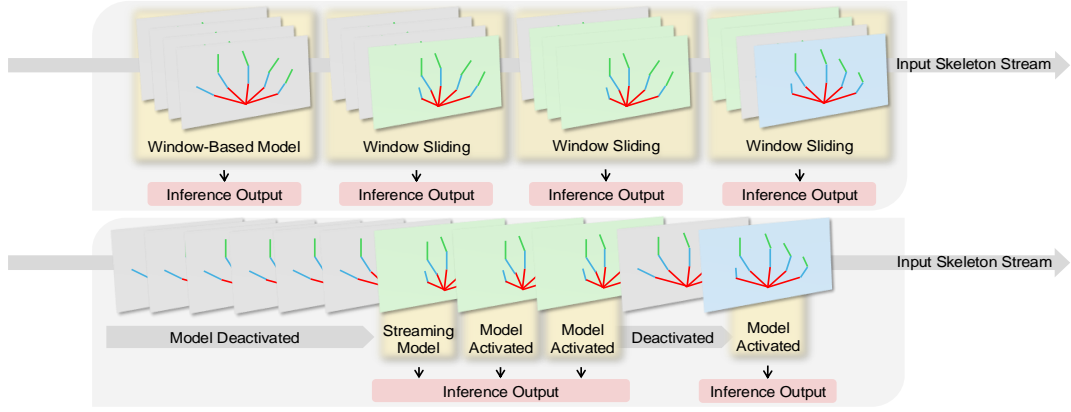 Input Skeleton Stream
Window-Based Model
Window Sliding
Window Sliding
Window Sliding
Inference Output
Inference Output
Inference Output
Inference Output
Input Skeleton Stream
Model Deactivated
Streaming
Model
Model
Activated
Model
Activated
Deactivated
Model
Activated
Inference Output
Inference Output